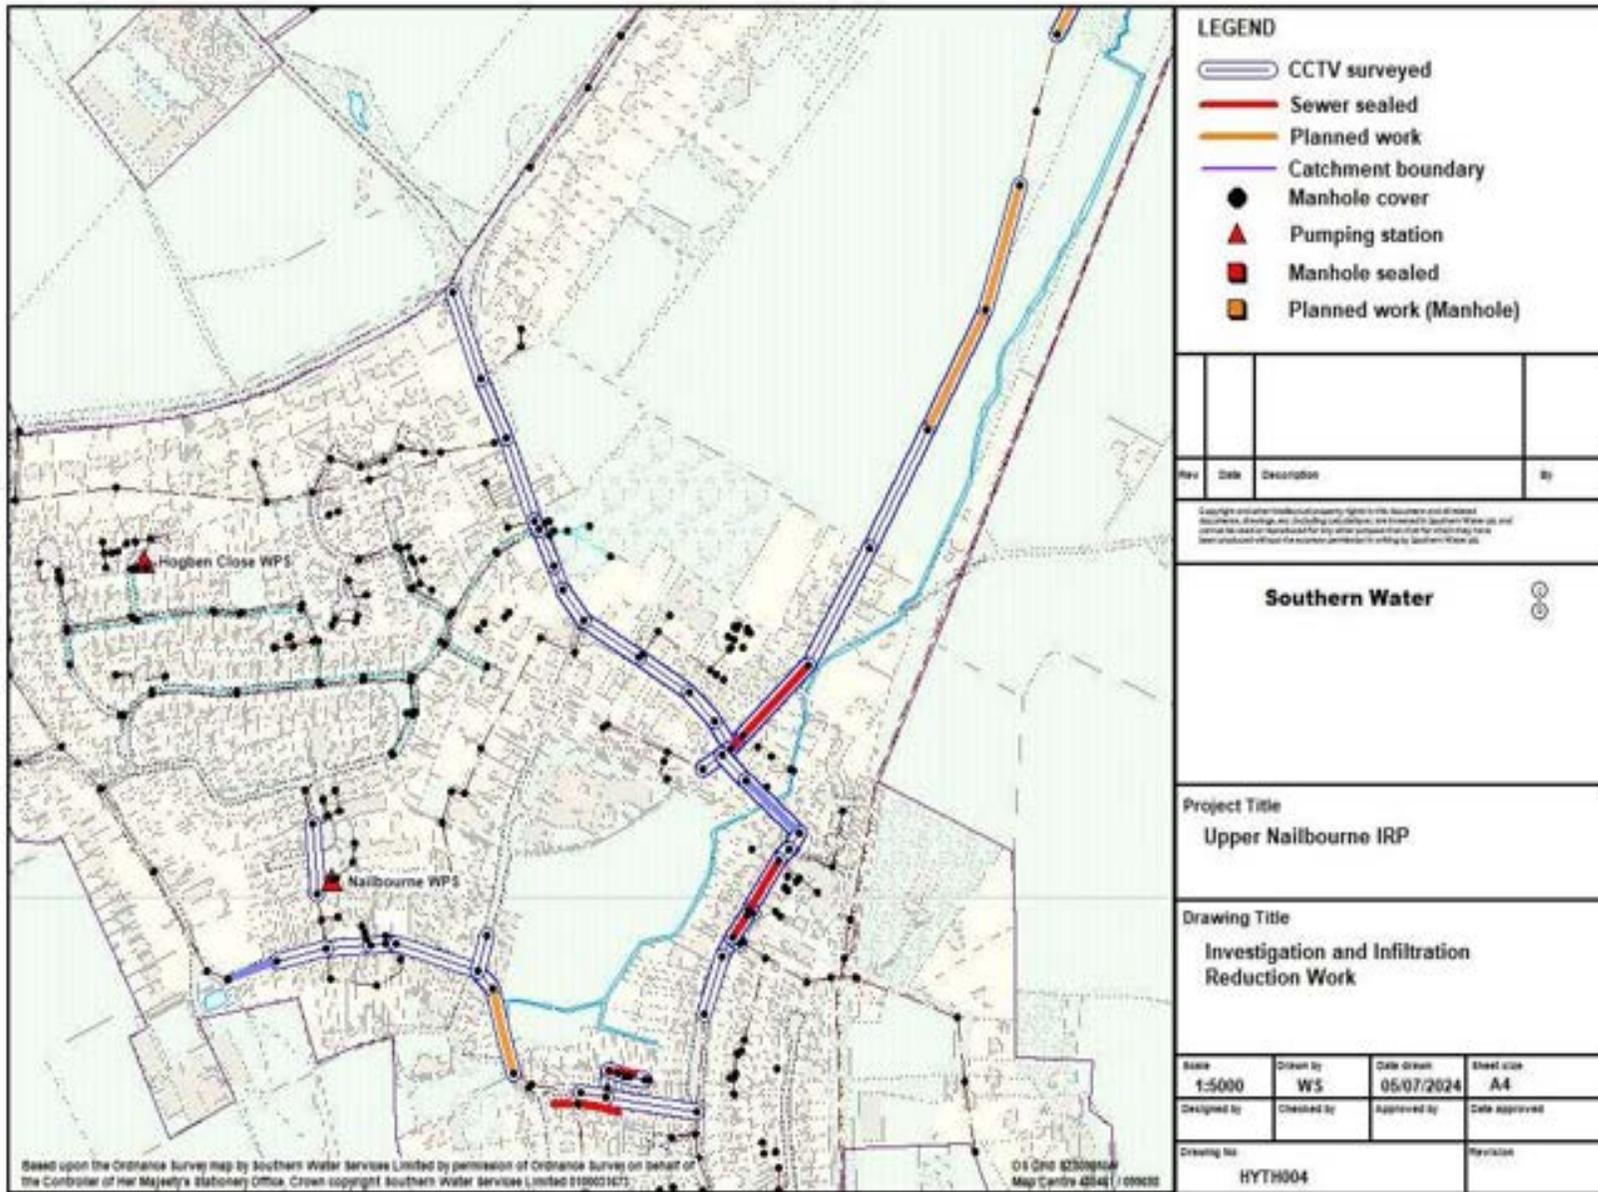 Hogben Close WPS
Nailbourne WPS
Based upon the Ordnance Survey map by Southern Water Services Limited by permission of Ordnance Survey on behalf of
the Controller of Her Majesty's Stationery Office. Crown copyright Southern Water Services Limited
Map Centre
LEGEND
CCTV surveyed
Sewer sealed
Planned work
Catchment boundary
Manhole cover
Pumping station
Manhole sealed
Planned work (Manhole)
Rev Date Description By
Southern Water
Project Title
Upper Nailbourne IRP
Drawing Title
Investigation and Infiltration
Reduction Work
Scale Drawn by Date drawn Sheet size
1:5000 WS 05/07/2024 A4
Designed by Checked by Approved by Date approved
Drawing No Revision
HYTH004